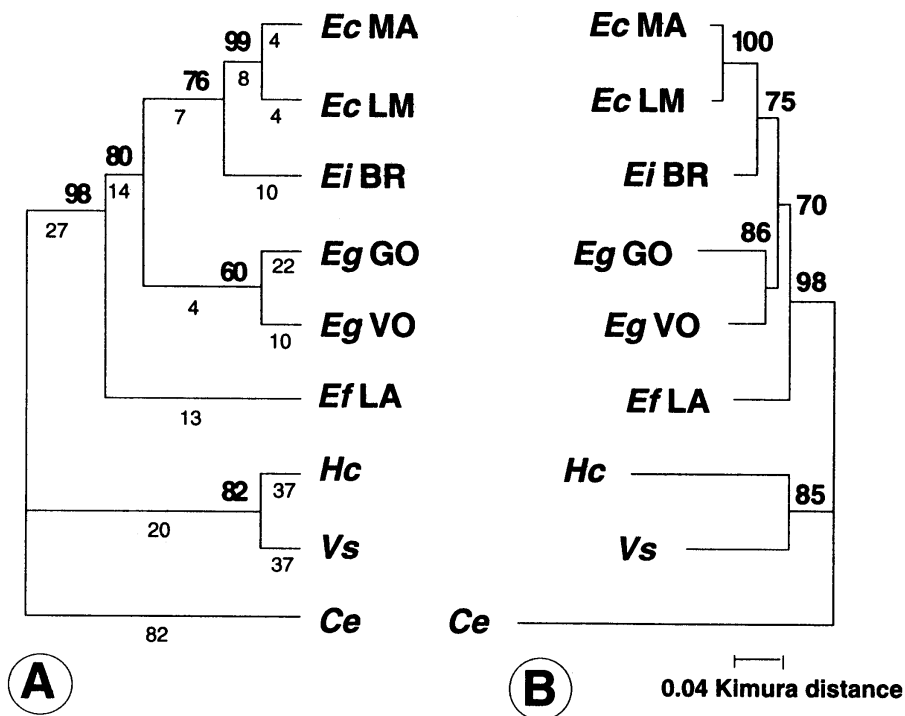 99 4 Ec MA
76 8
7 4 Ec LM
80 10 Ei BR
98 14
27 22 Eg GO
60
4 10 Eg VO
13 Ef LA
82 37 Hc
20 37 Vs
82 Ce
A
Ec MA 100
Ec LM 75
Ei BR
70
Eg GO 86
98
Eg VO
Ef LA
Hc
85
Vs
Ce
B
0.04 Kimura distance